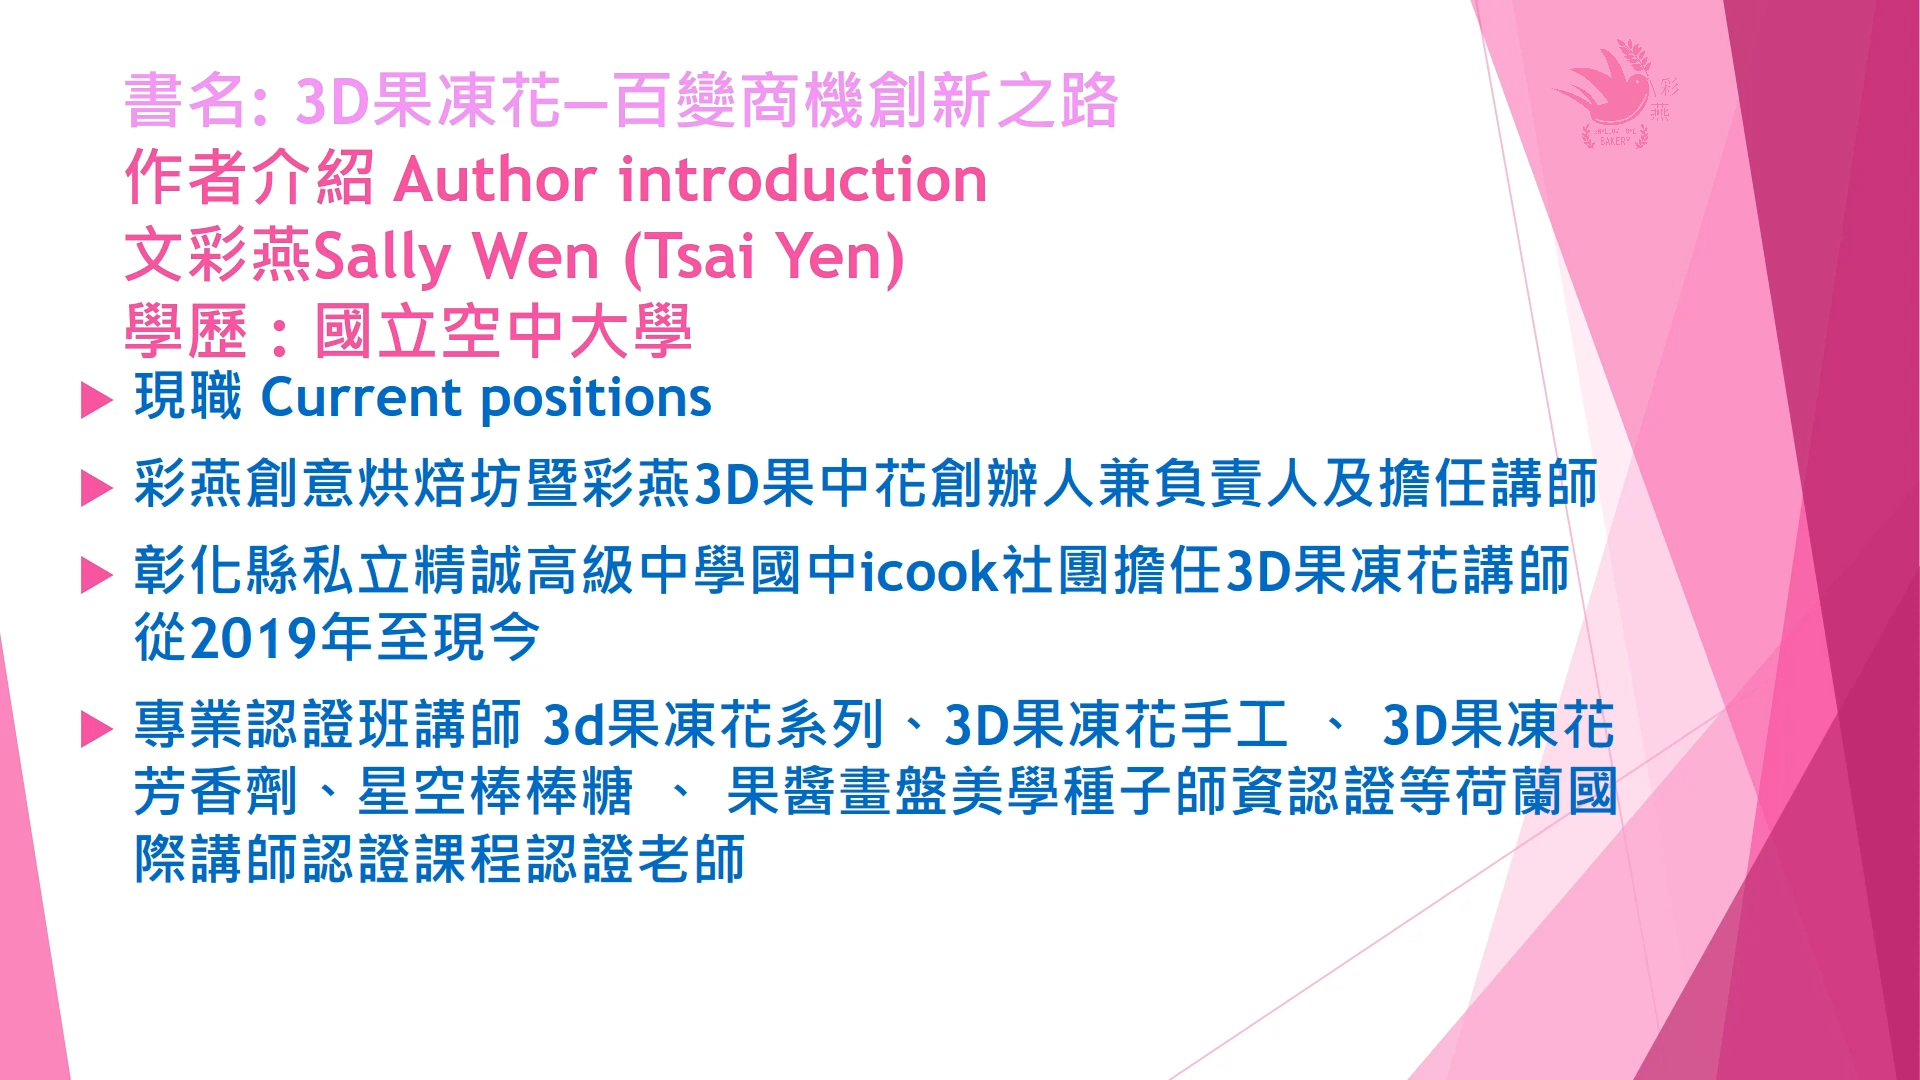 書名: 3D果凍花—百變商機創新之路
作者介紹 Author introduction
文彩燕Sally Wen (Tsai Yen)
學歷：國立空中大學
現職 Current positions
彩燕創意烘焙坊暨彩燕3D果中花創辦人兼負責人及擔任講師
彰化縣私立精誠高級中學國中icook社團擔任3D果凍花講師
從2019年至現今
專業認證班講師 3d果凍花系列、3D果凍花手工 、 3D果凍花
芳香劑、星空棒棒糖 、 果醬畫盤美學種子師資認證等荷蘭國
際講師認證課程認證老師
彩
燕
BAKERY